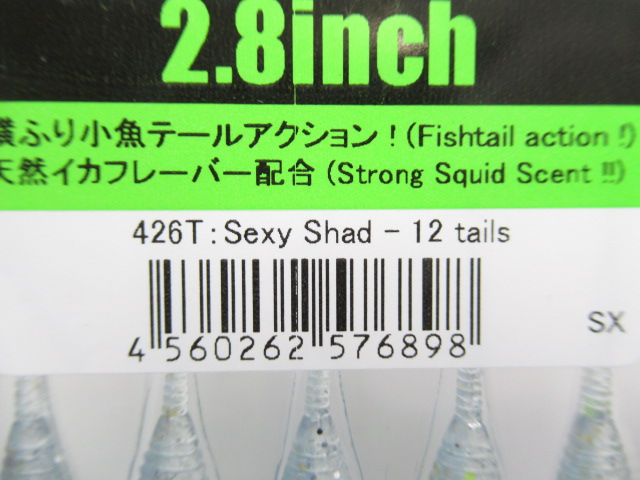 2.8inch
横ふり小魚テールアクション！(Fishtail action !!)
天然イカフレーバー配合 (Strong Squid Scent !!)
426T:Sexy Shad - 12 tails
SX
4 560262 576898